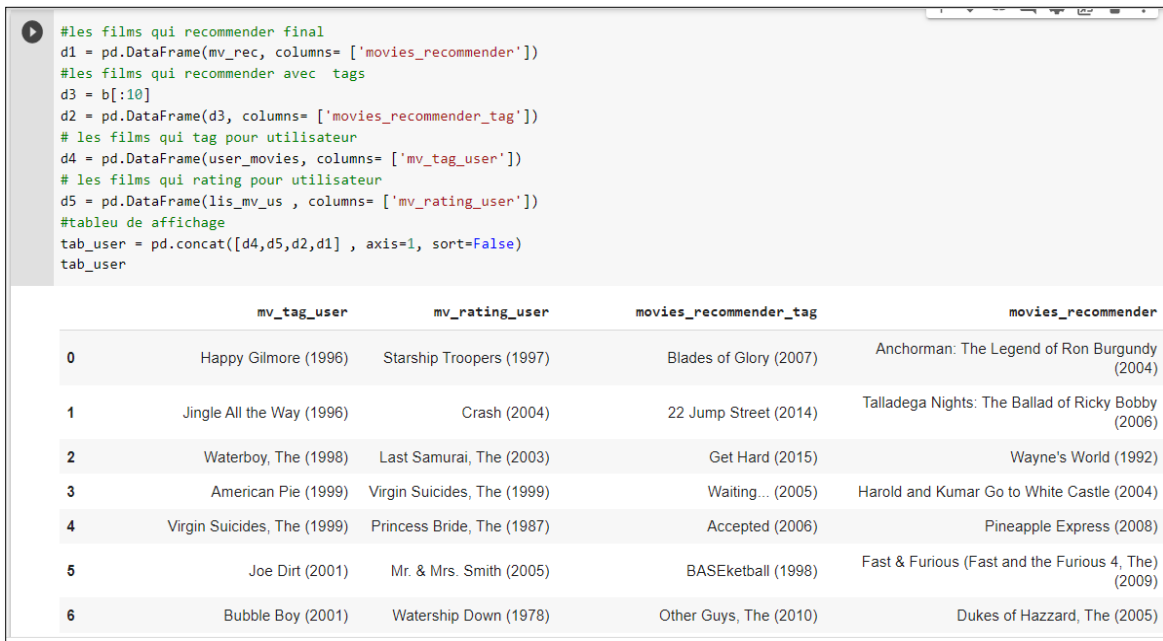 #les films qui recommender final
d1 = pd.DataFrame(mv_rec, columns= ['movies_recommender'])
#les films qui recommender avec  tags
d3 = b[:10]
d2 = pd.DataFrame(d3, columns= ['movies_recommender_tag'])
# les films qui tag pour utilisateur
d4 = pd.DataFrame(user_movies, columns= ['mv_tag_user'])
# les films qui rating pour utilisateur
d5 = pd.DataFrame(lis_mv_us , columns= ['mv_rating_user'])
#tableu de affichage
tab_user = pd.concat([d4,d5,d2,d1] , axis=1, sort=False)
tab_user
mv_tag_user mv_rating_user movies_recommender_tag movies_recommender
0 Happy Gilmore (1996) Starship Troopers (1997) Blades of Glory (2007) Anchorman: The Legend of Ron Burgundy
(2004)
1 Jingle All the Way (1996) Crash (2004) 22 Jump Street (2014) Talladega Nights: The Ballad of Ricky Bobby
(2006)
2 Waterboy, The (1998) Last Samurai, The (2003) Get Hard (2015) Wayne's World (1992)
3 American Pie (1999) Virgin Suicides, The (1999) Waiting... (2005) Harold and Kumar Go to White Castle (2004)
4 Virgin Suicides, The (1999) Princess Bride, The (1987) Accepted (2006) Pineapple Express (2008)
5 Joe Dirt (2001) Mr. & Mrs. Smith (2005) BASEketball (1998) Fast & Furious (Fast and the Furious 4, The)
(2009)
6 Bubble Boy (2001) Watership Down (1978) Other Guys, The (2010) Dukes of Hazzard, The (2005)